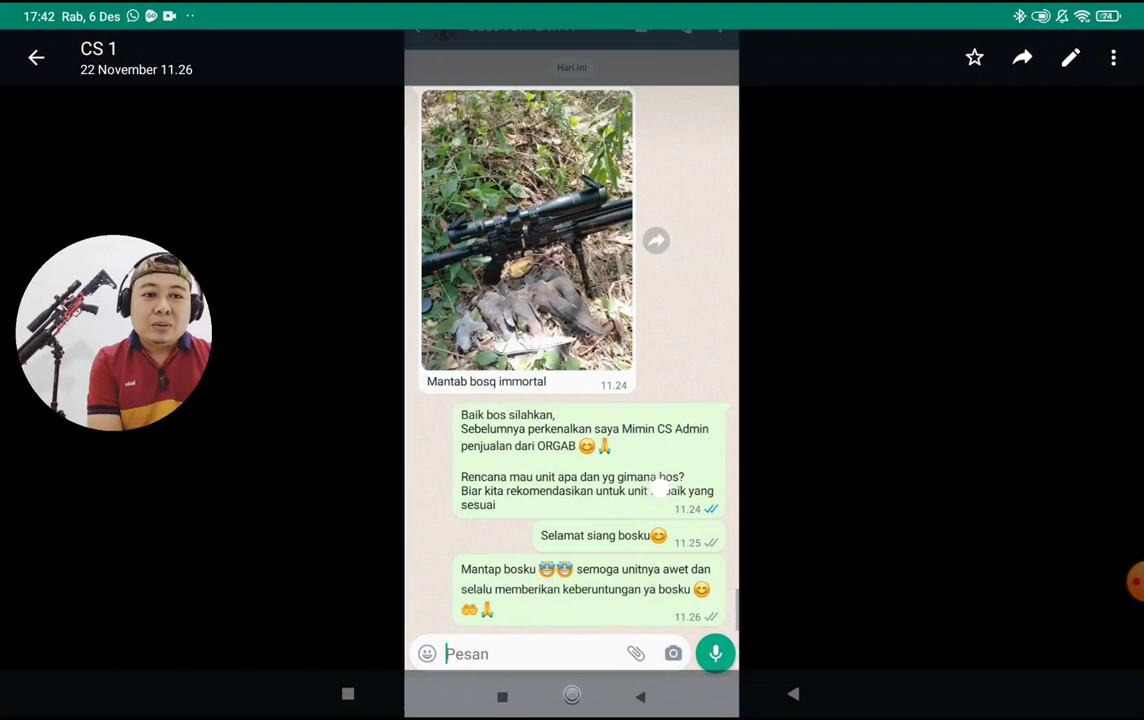 17:42 Rab, 6 Des
74
CS 1
22 November 11.26
Hari ini
Mantab bosq immortal
11.24
Baik bos silahkan,
Sebelumnya perkenalkan saya Mimin CS Admin
penjualan dari ORGAB 😊🙏
Rencana mau unit apa dan yg gimana bos?
Biar kita rekomendasikan untuk unit yang
sesuai
11.24
Selamat siang bosku😊
11.25
Mantap bosku 🤠🤠 semoga unitnya awet dan
selalu memberikan keberuntungan ya bosku 😊
🤲🙏
11.26
Pesan